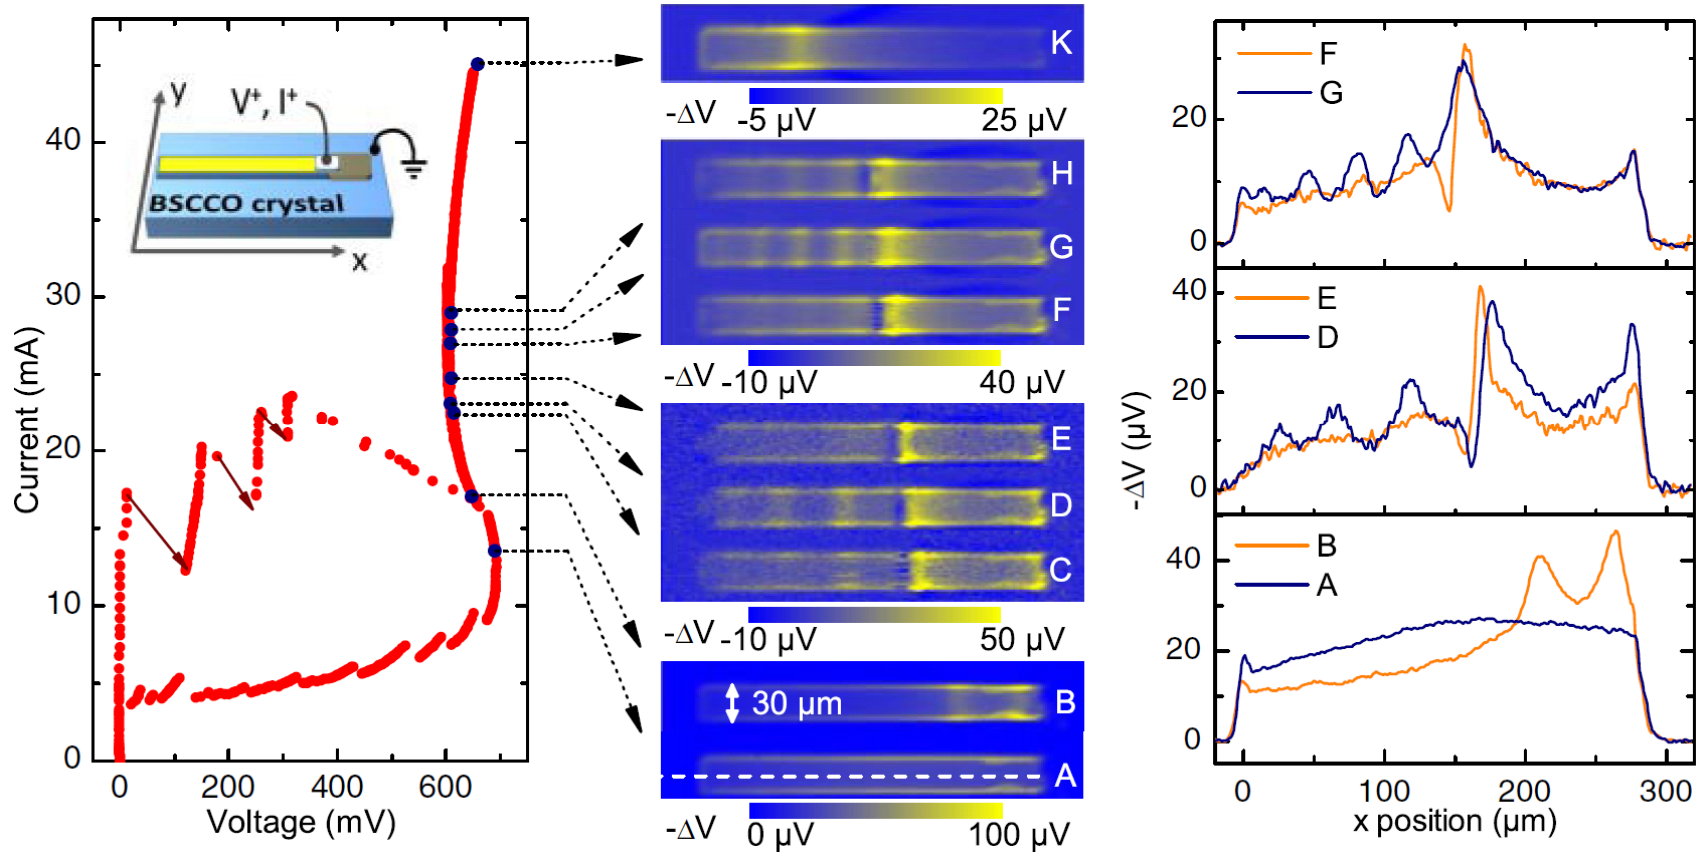 40
30
20
10
0
0
200
400
600
Current (mA)
Voltage (mV)
y
V⁺, I⁺
BSCCO crystal
x
K
-ΔV
-5 µV
25 µV
H
G
F
-ΔV
-10 µV
40 µV
E
D
C
-ΔV
-10 µV
50 µV
30 µm
B
A
-ΔV
0 µV
100 µV
F
G
20
0
E
D
40
20
0
B
A
40
20
0
-ΔV (µV)
0
100
200
300
x position (µm)